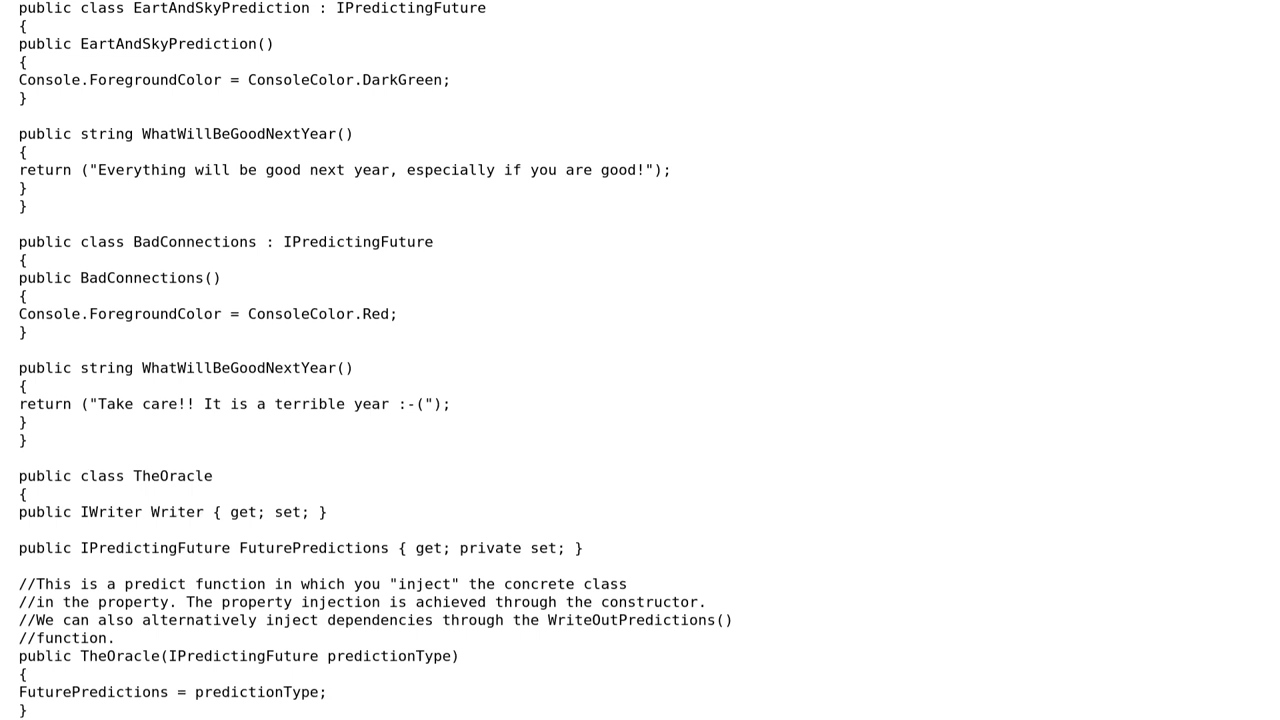 public class EartAndSkyPrediction : IPredictingFuture
{
public EartAndSkyPrediction()
{
Console.ForegroundColor = ConsoleColor.DarkGreen;
}

public string WhatWillBeGoodNextYear()
{
return ("Everything will be good next year, especially if you are good!");
}
}

public class BadConnections : IPredictingFuture
{
public BadConnections()
{
Console.ForegroundColor = ConsoleColor.Red;
}

public string WhatWillBeGoodNextYear()
{
return ("Take care!! It is a terrible year :-(");
}
}

public class TheOracle
{
public IWriter Writer { get; set; }

public IPredictingFuture FuturePredictions { get; private set; }

//This is a predict function in which you "inject" the concrete class
//in the property. The property injection is achieved through the constructor.
//We can also alternatively inject dependencies through the WriteOutPredictions()
//function.
public TheOracle(IPredictingFuture predictionType)
{
FuturePredictions = predictionType;
}